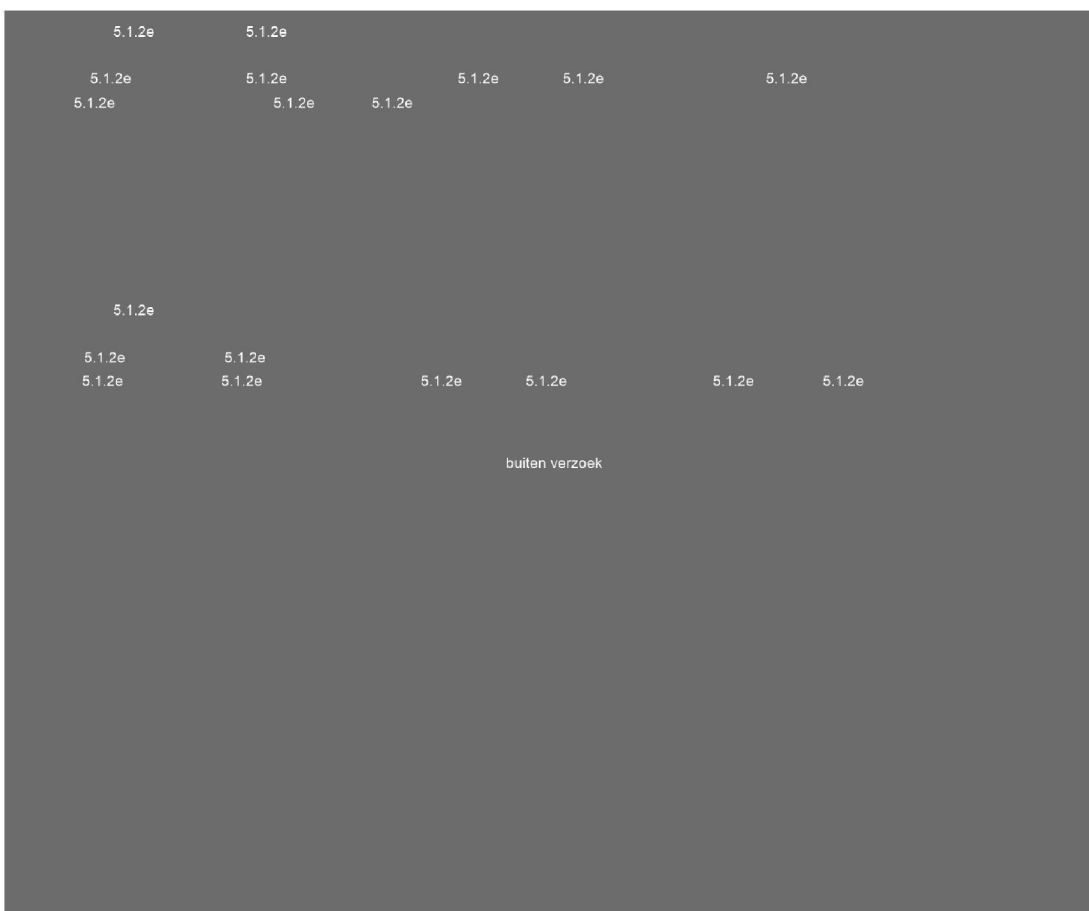 5.1.2e 5.1.2e
5.1.2e 5.1.2e 5.1.2e 5.1.2e 5.1.2e
5.1.2e 5.1.2e 5.1.2e
5.1.2e
5.1.2e 5.1.2e
5.1.2e 5.1.2e 5.1.2e 5.1.2e 5.1.2e 5.1.2e
buiten verzoek